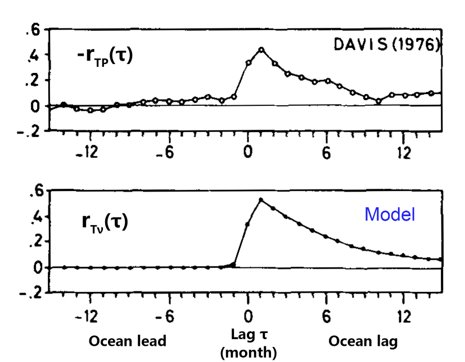 .6
-r_TP(τ)
DAVIS (1976)
.4
.2
0
-.2
-12 -6 0 6 12
.6
r_Tν(τ)
Model
.4
.2
0
-.2
-12 -6 0 6 12
Ocean lead Lag τ Ocean lag
(month)